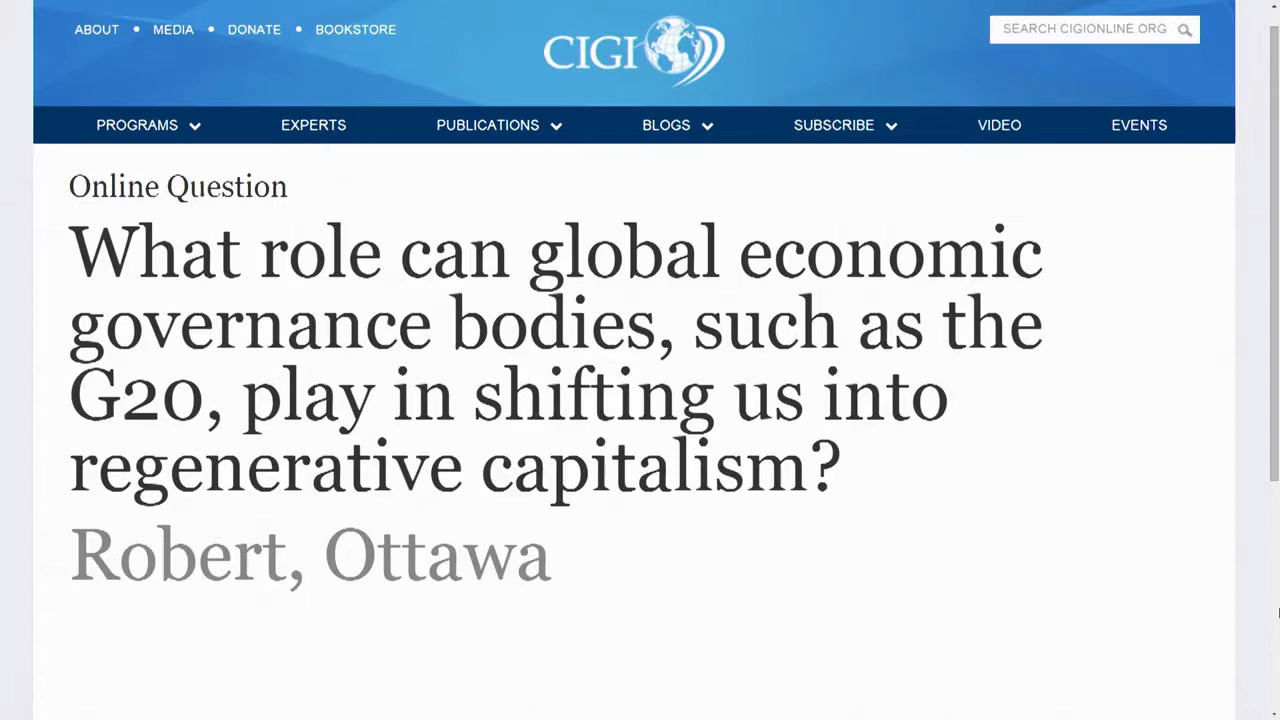 ABOUT • MEDIA • DONATE • BOOKSTORE
CIGI
SEARCH CIGIONLINE.ORG
PROGRAMS EXPERTS PUBLICATIONS BLOGS SUBSCRIBE VIDEO EVENTS
Online Question
What role can global economic
governance bodies, such as the
G20, play in shifting us into
regenerative capitalism?
Robert, Ottawa